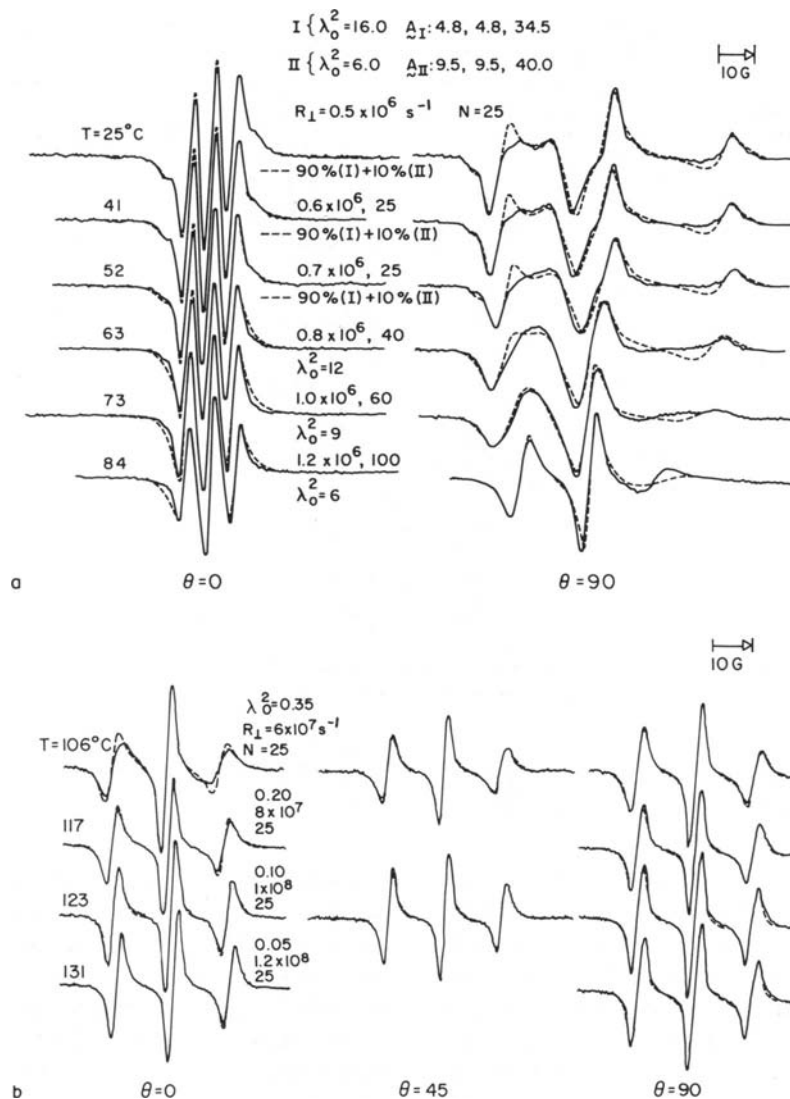 I { λ₀² = 16.0 A_I: 4.8, 4.8, 34.5
II { λ₀² = 6.0 A_II: 9.5, 9.5, 40.0
10 G
R⊥ = 0.5 x 10⁶ s⁻¹ N = 25
T = 25°C
--- 90%(I) + 10%(II)
41
0.6 x 10⁶, 25
--- 90%(I) + 10%(II)
52
0.7 x 10⁶, 25
--- 90%(I) + 10%(II)
63
0.8 x 10⁶, 40
λ₀² = 12
73
1.0 x 10⁶, 60
λ₀² = 9
84
1.2 x 10⁶, 100
λ₀² = 6
a
θ = 0
θ = 90
10 G
λ₀² = 0.35
R⊥ = 6x10⁷ s⁻¹
N = 25
T = 106°C
117
0.20
8 x 10⁷
25
123
0.10
1x10⁸
25
131
0.05
1.2 x 10⁸
25
b
θ = 0
θ = 45
θ = 90